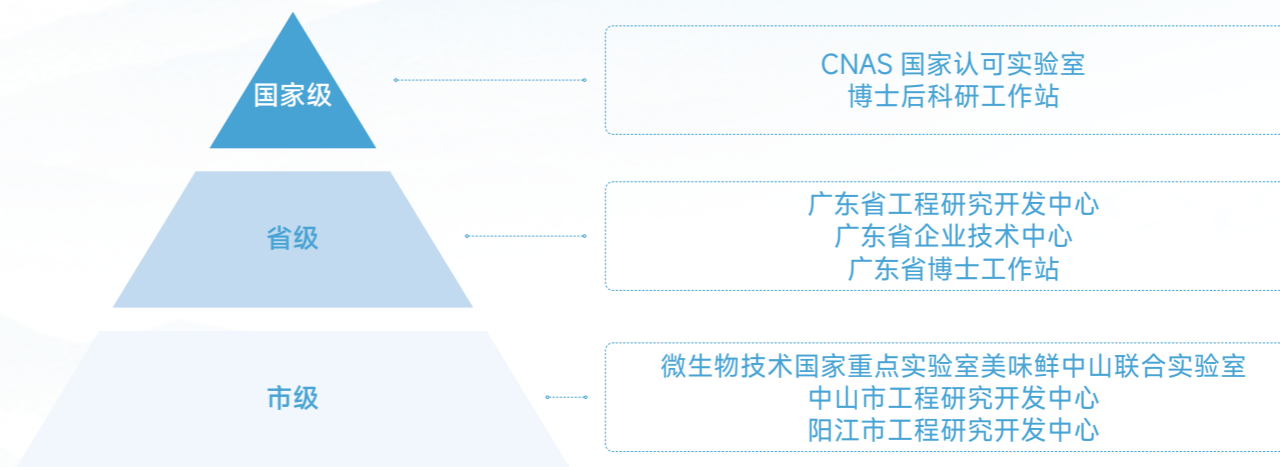 国家级
CNAS 国家认可实验室
博士后科研工作站
省级
广东省工程研究开发中心
广东省企业技术中心
广东省博士工作站
市级
微生物技术国家重点实验室美味鲜中山联合实验室
中山市工程研究开发中心
阳江市工程研究开发中心